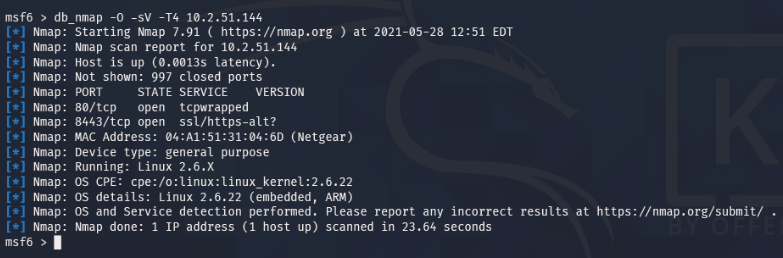 msf6 > db_nmap -O -sV -T4 10.2.51.144
[*] Nmap: Starting Nmap 7.91 ( https://nmap.org ) at 2021-05-28 12:51 EDT
[*] Nmap: Nmap scan report for 10.2.51.144
[*] Nmap: Host is up (0.0013s latency).
[*] Nmap: Not shown: 997 closed ports
[*] Nmap: PORT     STATE SERVICE    VERSION
[*] Nmap: 80/tcp   open  tcpwrapped
[*] Nmap: 8443/tcp open  ssl/https-alt?
[*] Nmap: MAC Address: 04:A1:51:31:04:6D (Netgear)
[*] Nmap: Device type: general purpose
[*] Nmap: Running: Linux 2.6.X
[*] Nmap: OS CPE: cpe:/o:linux:linux_kernel:2.6.22
[*] Nmap: OS details: Linux 2.6.22 (embedded, ARM)
[*] Nmap: OS and Service detection performed. Please report any incorrect results at https://nmap.org/submit/ .
[*] Nmap: Nmap done: 1 IP address (1 host up) scanned in 23.64 seconds
msf6 >
K
BY OFFE